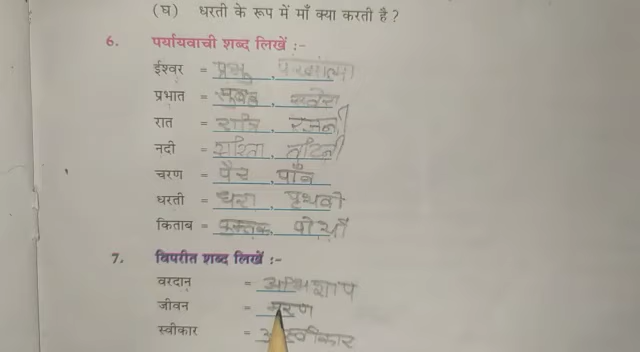 (घ) धरती के रूप में माँ क्या करती है ?
6. पर्यायवाची शब्द लिखें :-
ईश्वर = प्रभु, परमात्मा
प्रभात = सुबह, सवेरा
रात = रात्रि, रजनी
नदी = सरिता, तटिनी
चरण = पैर, पाँव
धरती = धरा, पृथ्वी
किताब = पुस्तक, पोथी
7. विपरीत शब्द लिखें :-
वरदान = अभिशाप
जीवन = मरण
स्वीकार = अस्वीकार